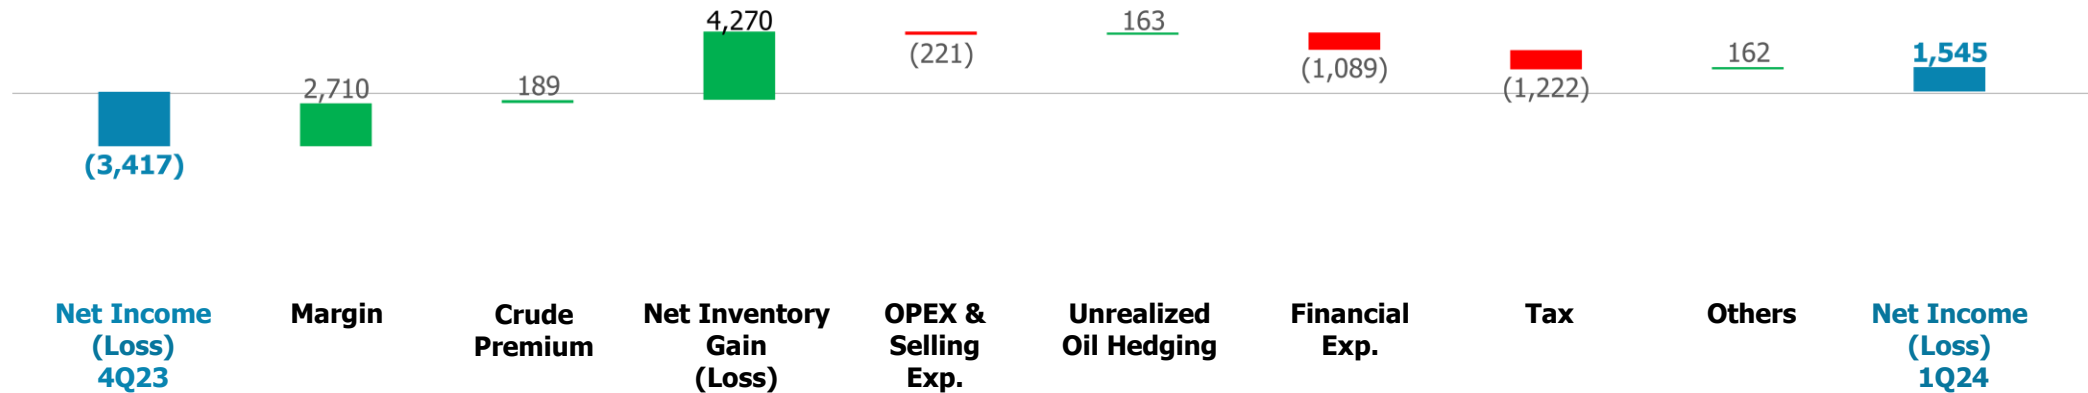 4,270
163
(221)
162
1,545
(1,089)
2,710
189
(1,222)
(3,417)
Net Income
(Loss)
4Q23
Margin
Crude
Premium
Net Inventory
Gain
(Loss)
OPEX &
Selling
Exp.
Unrealized
Oil Hedging
Financial
Exp.
Tax
Others
Net Income
(Loss)
1Q24